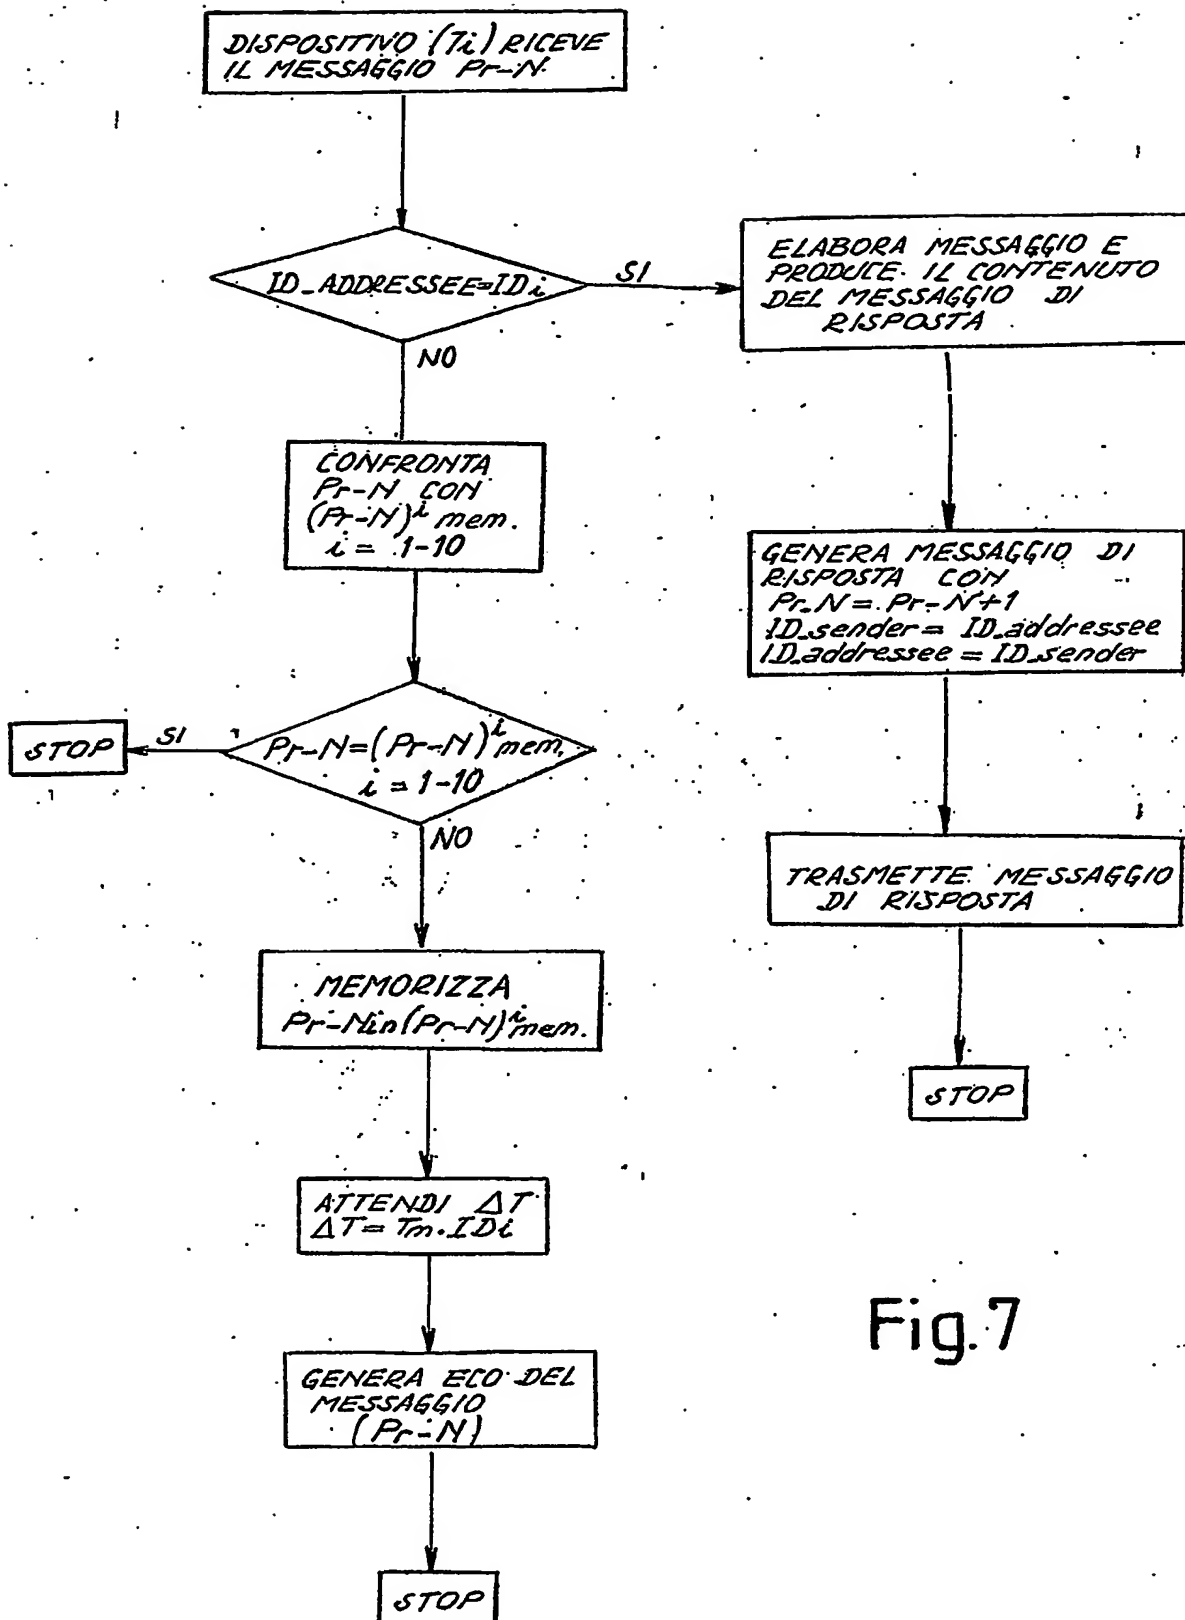 DISPOSITIVO (7i) RICEVE
IL MESSAGGIO Pr-N
ID_ADDRESSEE=IDi
SI
NO
ELABORA MESSAGGIO E
PRODUCE IL CONTENUTO
DEL MESSAGGIO DI
RISPOSTA
CONFRONTA
Pr-N CON
(Pr-N)^i mem.
i = 1-10
GENERA MESSAGGIO DI
RISPOSTA CON
Pr_N = Pr-N+1
ID_sender = ID_addressee
ID_addressee = ID_sender
STOP
SI
Pr-N=(Pr-N)^i mem.
i = 1-10
NO
TRASMETTE MESSAGGIO
DI RISPOSTA
STOP
MEMORIZZA
Pr-N in (Pr-N)^i mem.
ATTENDI ΔT
ΔT = Tm.IDi
GENERA ECO DEL
MESSAGGIO
(Pr-N)
STOP
Fig.7